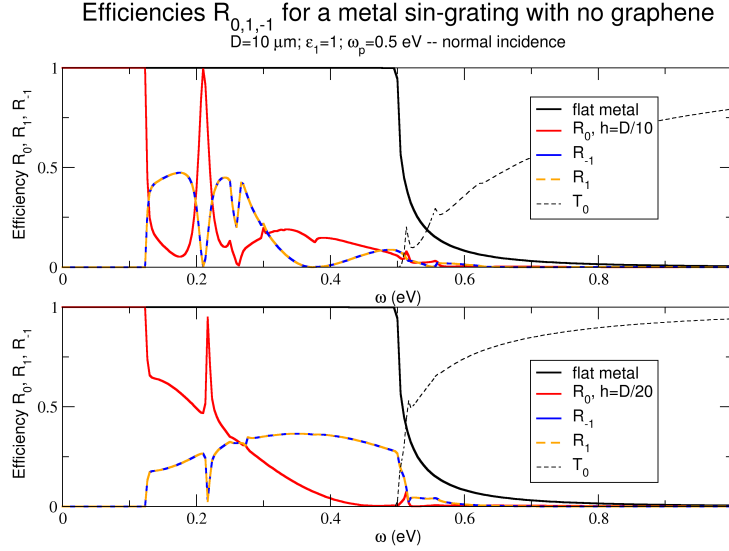 Efficiencies R0,1,-1 for a metal sin-grating with no graphene
D=10 μm; ε1=1; ωp=0.5 eV -- normal incidence
Efficiency R0, R1, R-1
1
0.5
0
flat metal
R0, h=D/10
R-1
R1
T0
0 0.2 0.4 0.6 0.8
ω (eV)
Efficiency R0, R1, R-1
1
0.5
0
flat metal
R0, h=D/20
R-1
R1
T0
0 0.2 0.4 0.6 0.8
ω (eV)